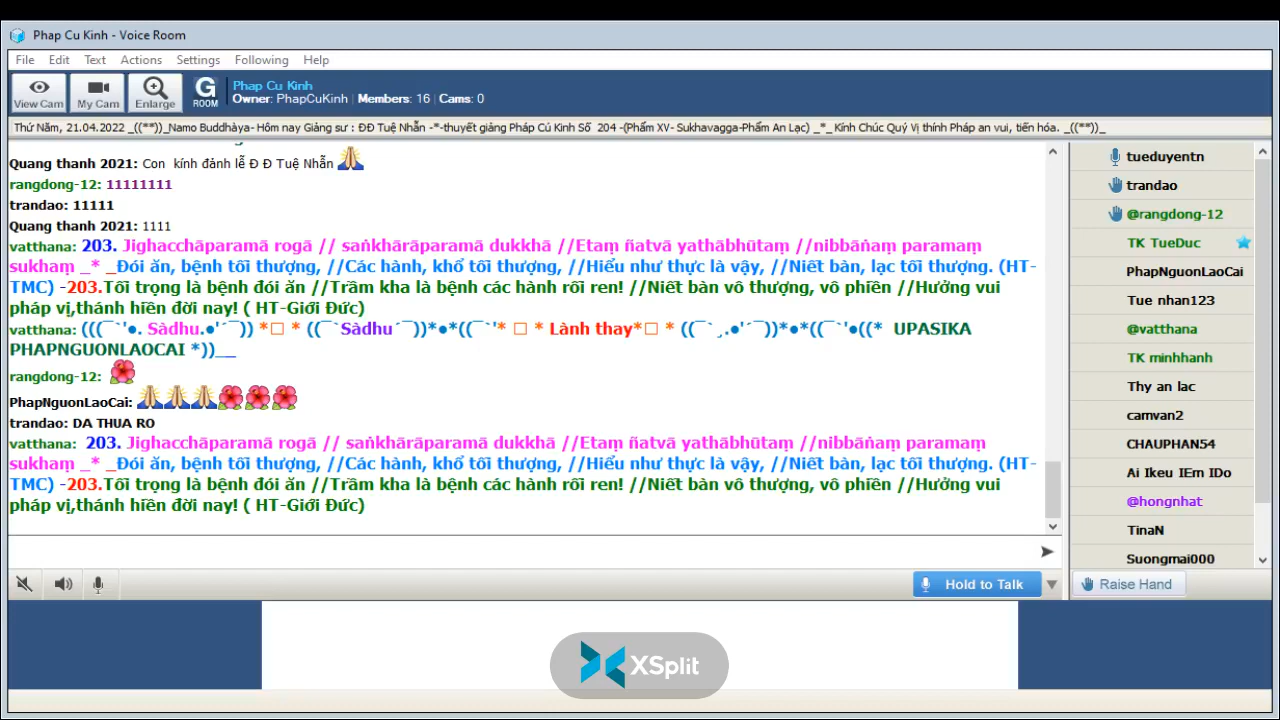 Phap Cu Kinh - Voice Room
File Edit Text Actions Settings Following Help
View Cam My Cam Enlarge G ROOM
Phap Cu Kinh
Owner: PhapCuKinh | Members: 16 | Cams: 0
Thứ Năm, 21.04.2022 _((**))_Namo Buddhàya- Hôm nay Giảng sư : ĐĐ Tuệ Nhẫn -*-thuyết giảng Pháp Cú Kinh Số 204 -(Phẩm XV- Sukhavagga-Phẩm An Lạc) _*_ Kính Chúc Quý Vị thính Pháp an vui, tiến hóa. _((**))_
Quang thanh 2021: Con kính đảnh lễ Đ Đ Tuệ Nhẫn
rangdong-12: 11111111
trandao: 11111
Quang thanh 2021: 1111
vatthana: 203. Jighacchāparamā rogā // saṅkhārāparamā dukkhā //Etaṃ ñatvā yathābhūtaṃ //nibbāṇaṃ paramaṃ
sukhaṃ _* _Đói ăn, bệnh tối thượng, //Các hành, khổ tối thượng, //Hiểu như thực là vậy, //Niết bàn, lạc tối thượng. (HT-
TMC) -203.Tối trọng là bệnh đói ăn //Trầm kha là bệnh các hành rối ren! //Niết bàn vô thượng, vô phiền //Hưởng vui
pháp vị,thánh hiền đời nay! ( HT-Giới Đức)
vatthana: (((¯`'●. Sàdhu.●'´¯)) *□ * ((¯`Sàdhu´¯))*●*((¯`'* □ * Lành thay*□ * ((¯`¸.●'´¯))*●*((¯`'●((* UPASIKA
PHAPNGUONLAOCAI *))__
rangdong-12:
PhapNguonLaoCai:
trandao: DA THUA RO
vatthana: 203. Jighacchāparamā rogā // saṅkhārāparamā dukkhā //Etaṃ ñatvā yathābhūtaṃ //nibbāṇaṃ paramaṃ
sukhaṃ _* _Đói ăn, bệnh tối thượng, //Các hành, khổ tối thượng, //Hiểu như thực là vậy, //Niết bàn, lạc tối thượng. (HT-
TMC) -203.Tối trọng là bệnh đói ăn //Trầm kha là bệnh các hành rối ren! //Niết bàn vô thượng, vô phiền //Hưởng vui
pháp vị,thánh hiền đời nay! ( HT-Giới Đức)
tueduyentn
trandao
@rangdong-12
TK TueDuc
PhapNguonLaoCai
Tue nhan123
@vatthana
TK minhhanh
Thy an lac
camvan2
CHAUPHAN54
Ai Ikeu IEm IDo
@hongnhat
TinaN
Suongmai000
Hold to Talk
Raise Hand
XSplit